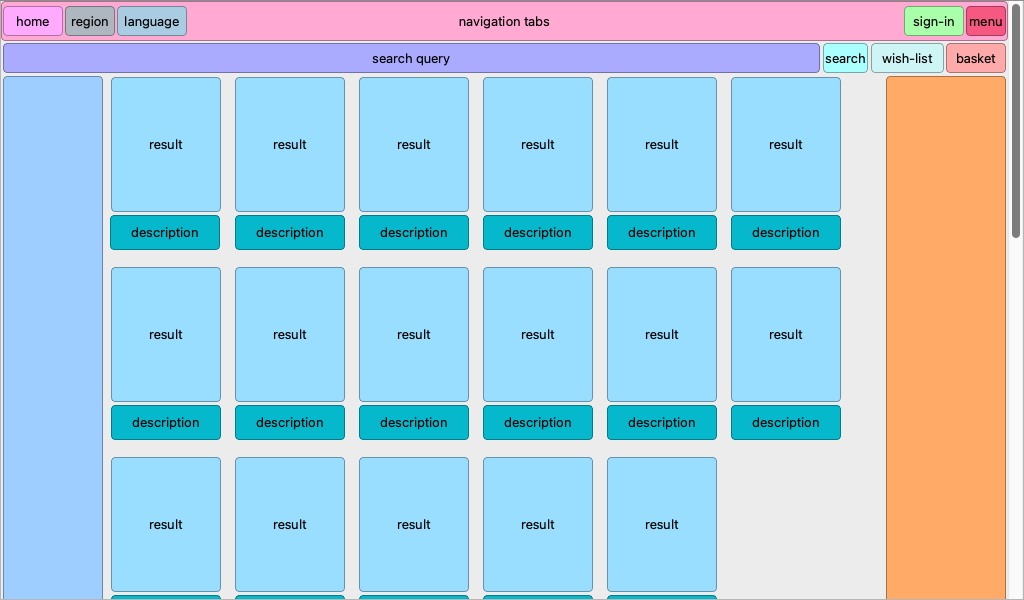 home region language navigation tabs sign-in menu
search query search wish-list basket
result result result result result result
description description description description description description
result result result result result result
description description description description description description
result result result result result